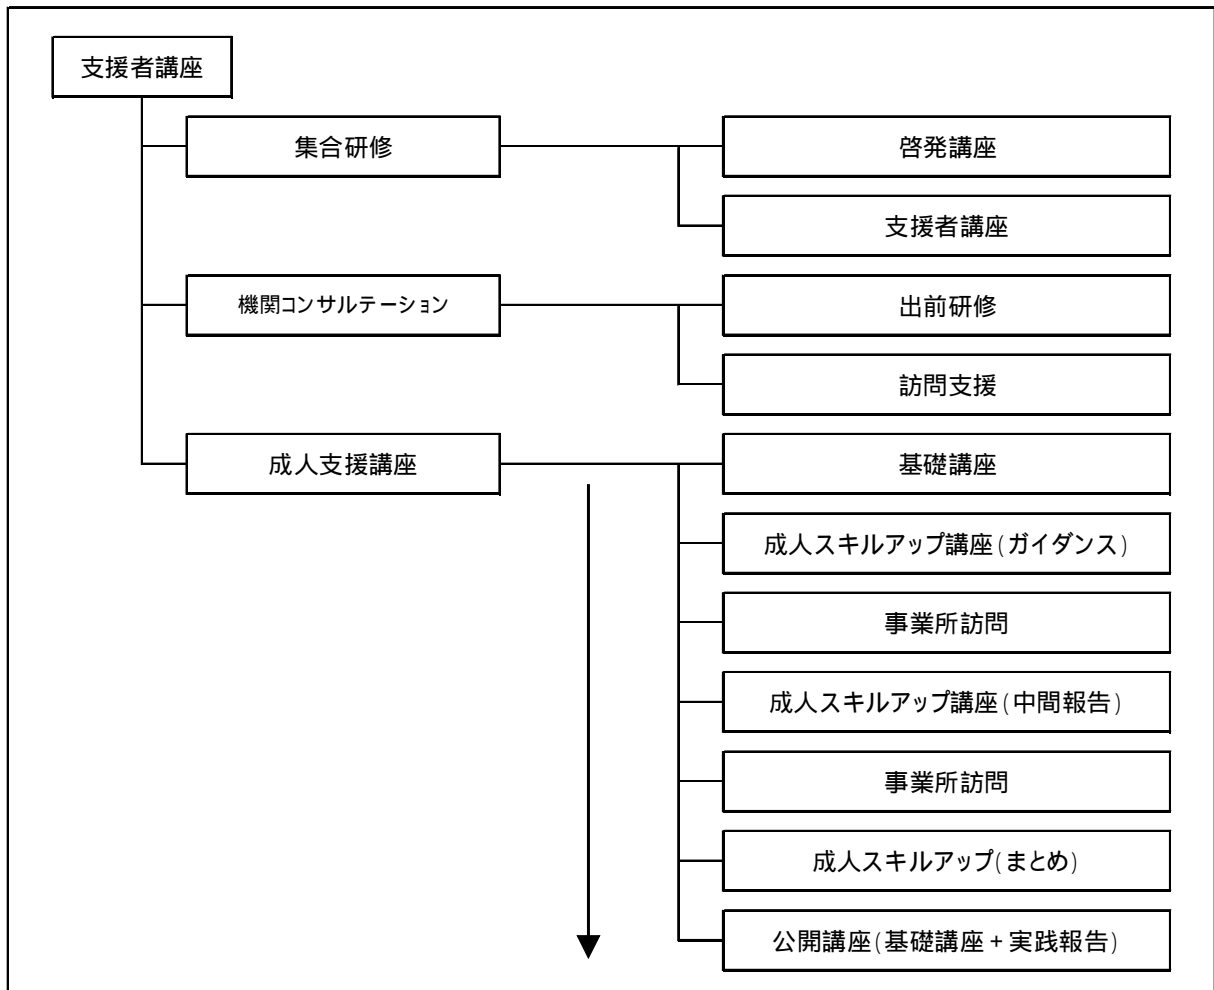 支援者講座
集合研修
啓発講座
支援者講座
機関コンサルテーション
出前研修
訪問支援
成人支援講座
基礎講座
成人スキルアップ講座(ガイダンス)
事業所訪問
成人スキルアップ講座(中間報告)
事業所訪問
成人スキルアップ(まとめ)
公開講座(基礎講座+実践報告)